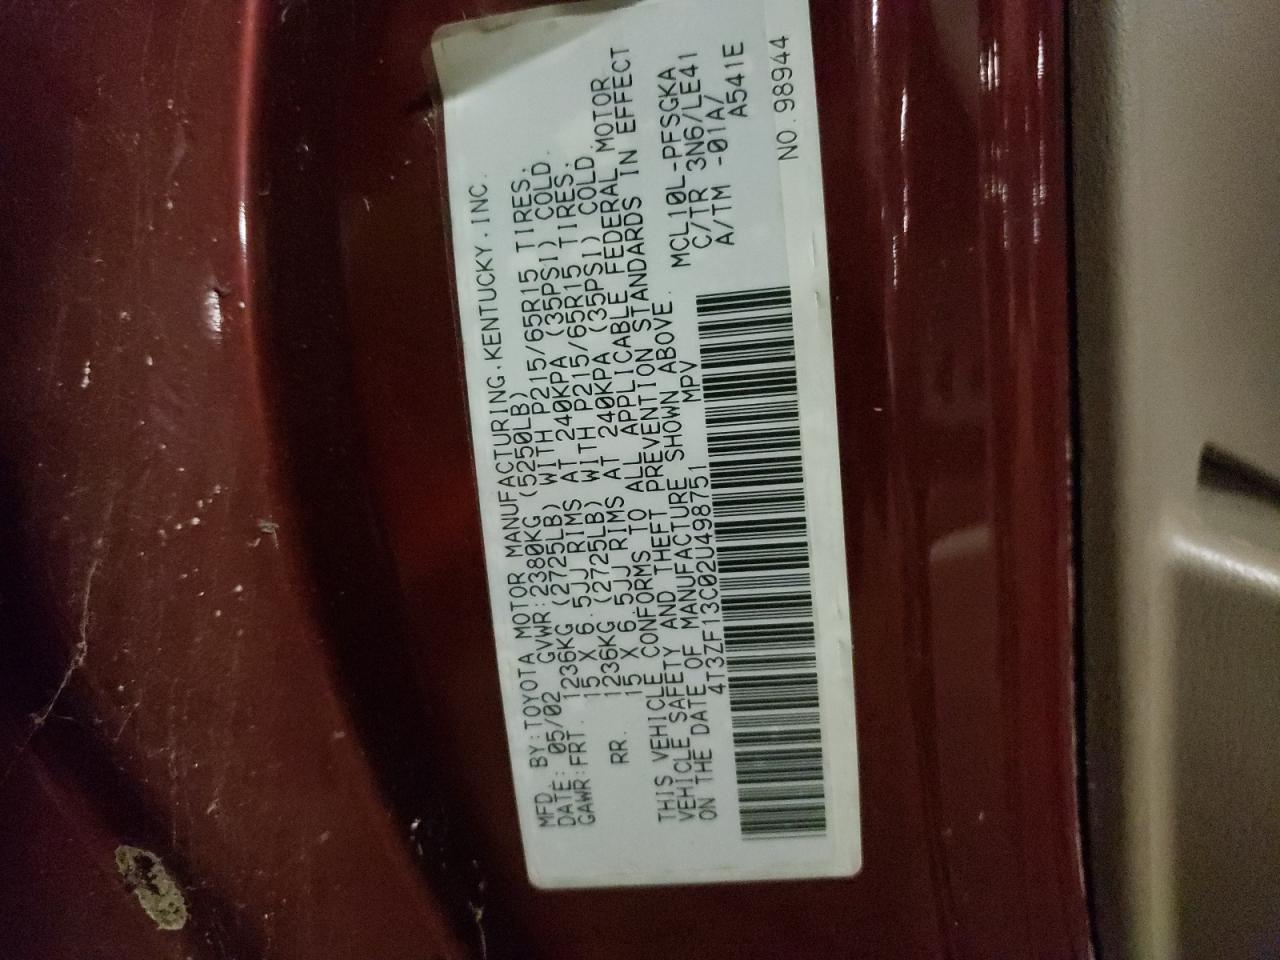 MFD. BY:TOYOTA MOTOR MANUFACTURING.KENTUCKY.INC.
DATE: 05/02 GVWR:2380KG (5250LB)
GAWR:FRT. 1236KG (2725LB) WITH P215/65R15 TIRES.
15 X 6.5JJ RIMS AT 240KPA (35PSI) COLD.
RR. 1236KG (2725LB) WITH P215/65R15 TIRES.
15 X 6.5JJ RIMS AT 240KPA (35PSI) COLD.
THIS VEHICLE CONFORMS TO ALL APPLICABLE FEDERAL MOTOR
VEHICLE SAFETY AND THEFT PREVENTION STANDARDS IN EFFECT
ON THE DATE OF MANUFACTURE SHOWN ABOVE.
4T3ZF13C02U498751 MPV
MCL10L-PFSGKA
C/TR 3N6/LE41
A/TM -01A/
A541E
NO.98944